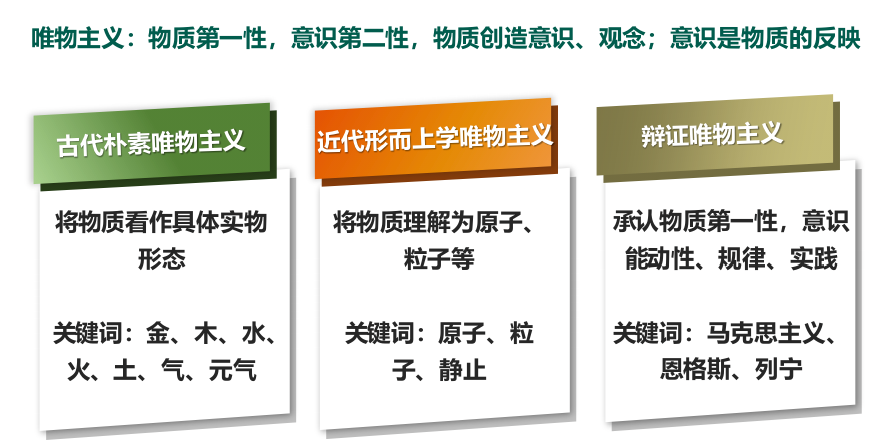 唯物主义：物质第一性，意识第二性，物质创造意识、观念；意识是物质的反映
古代朴素唯物主义
将物质看作具体实物
形态
关键词：金、木、水、
火、土、气、元气
近代形而上学唯物主义
将物质理解为原子、
粒子等
关键词：原子、粒
子、静止
辩证唯物主义
承认物质第一性，意识
能动性、规律、实践
关键词：马克思主义、
恩格斯、列宁